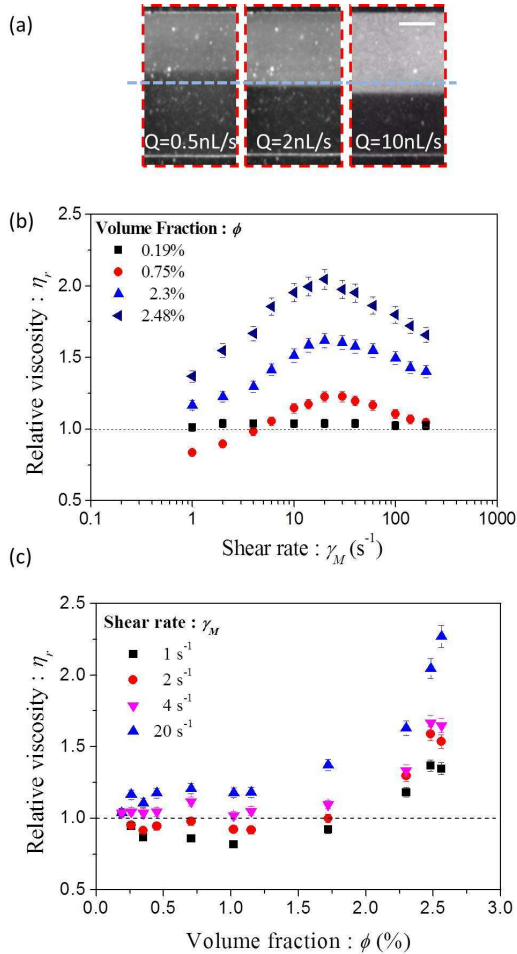 (a)
Q=0.5nL/s Q=2nL/s Q=10nL/s
(b)
2.5
2.0
1.5
1.0
0.5
Relative viscosity : ηr
Volume Fraction : ϕ
0.19%
0.75%
2.3%
2.48%
0.1 1 10 100 1000
Shear rate : γM (s-1)
(c)
2.5
2.0
1.5
1.0
0.5
Relative viscosity : ηr
Shear rate : γM
1 s-1
2 s-1
4 s-1
20 s-1
0.0 0.5 1.0 1.5 2.0 2.5 3.0
Volume fraction : ϕ (%)